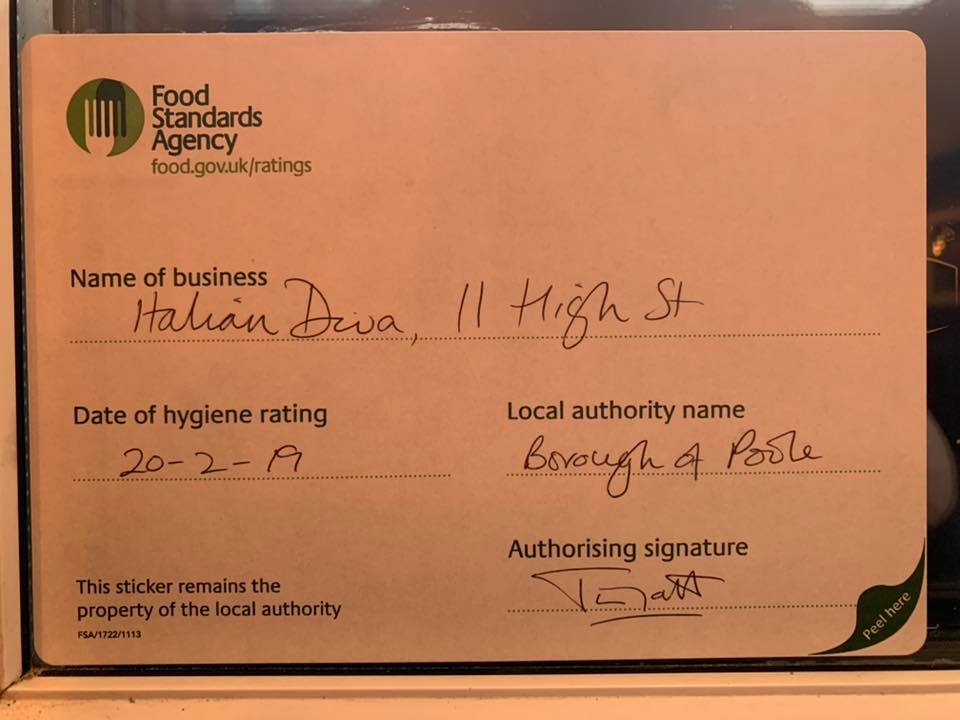 Food
Standards
Agency
food.gov.uk/ratings
Name of business
Italian Diva, 11 High St
Date of hygiene rating
20-2-19
Local authority name
Borough of Poole
Authorising signature
This sticker remains the
property of the local authority
FSA/1722/1113
Peel here